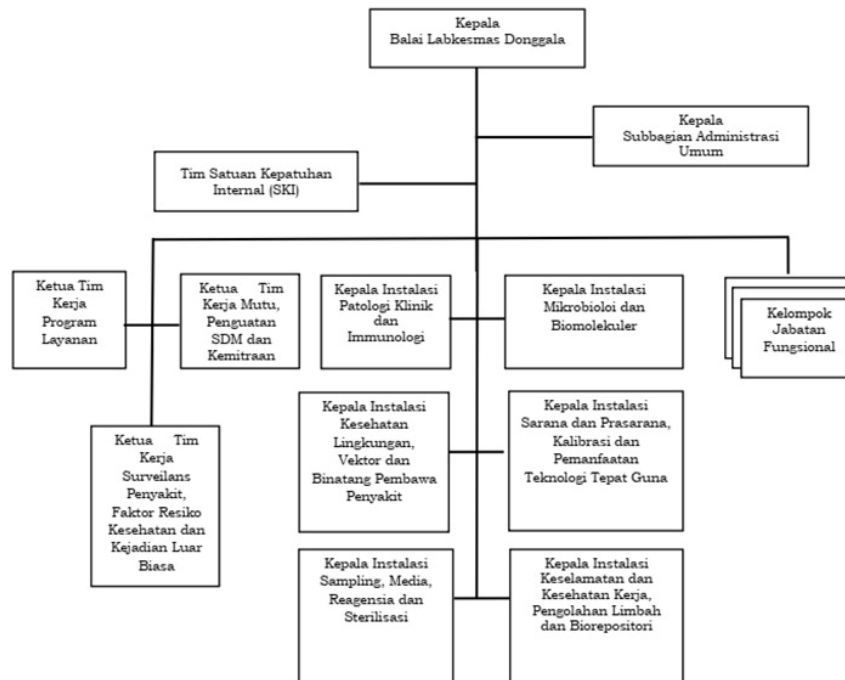 Kepala
Balai Labkesmas Donggala
Kepala
Subbagian Administrasi
Umum
Tim Satuan Kepatuhan
Internal (SKI)
Ketua Tim
Kerja
Program
Layanan
Ketua Tim
Kerja Mutu,
Penguatan
SDM dan
Kemitraan
Kepala Instalasi
Patologi Klinik
dan
Immunologi
Kepala Instalasi
Mikrobioloi dan
Biomolekuler
Kelompok
Jabatan
Fungsional
Ketua Tim
Kerja
Surveilans
Penyakit,
Faktor Resiko
Kesehatan dan
Kejadian Luar
Biasa
Kepala Instalasi
Kesehatan
Lingkungan,
Vektor dan
Binatang Pembawa
Penyakit
Kepala Instalasi
Sarana dan Prasarana,
Kalibrasi dan
Pemanfaatan
Teknologi Tepat Guna
Kepala Instalasi
Sampling, Media,
Reagensia dan
Sterilisasi
Kepala Instalasi
Keselamatan dan
Kesehatan Kerja,
Pengolahan Limbah
dan Biorepositori